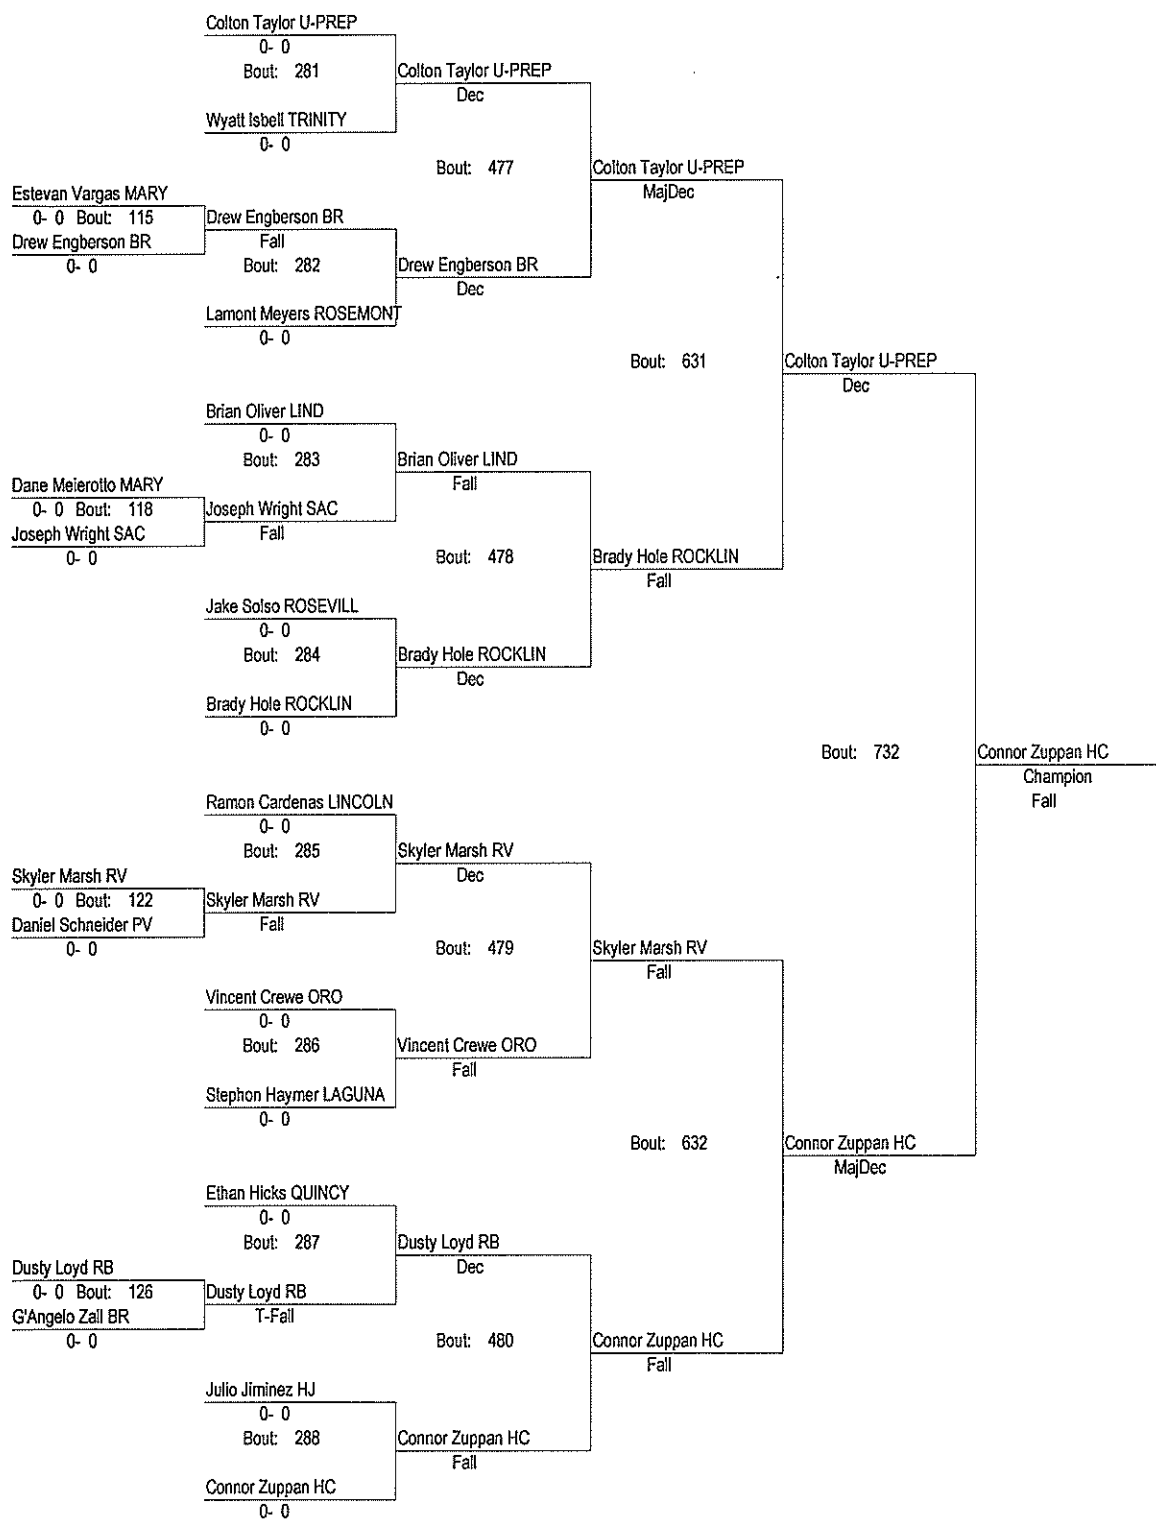 Colton Taylor U-PREP
0- 0
Bout: 281
Colton Taylor U-PREP
Dec
Wyatt Isbell TRINITY
0- 0
Bout: 477
Colton Taylor U-PREP
MajDec
Estevan Vargas MARY
0- 0 Bout: 115
Drew Engberson BR
Fall
Drew Engberson BR
0- 0
Bout: 282
Drew Engberson BR
Dec
Lamont Meyers ROSEMONT
0- 0
Bout: 631
Colton Taylor U-PREP
Dec
Brian Oliver LIND
0- 0
Bout: 283
Brian Oliver LIND
Fall
Dane Meierotto MARY
0- 0 Bout: 118
Joseph Wright SAC
Fall
Joseph Wright SAC
0- 0
Bout: 478
Brady Hole ROCKLIN
Fall
Jake Solso ROSEVILL
0- 0
Bout: 284
Brady Hole ROCKLIN
Dec
Brady Hole ROCKLIN
0- 0
Bout: 732
Connor Zuppan HC
Champion
Fall
Ramon Cardenas LINCOLN
0- 0
Bout: 285
Skyler Marsh RV
Dec
Skyler Marsh RV
0- 0 Bout: 122
Skyler Marsh RV
Fall
Daniel Schneider PV
0- 0
Bout: 479
Skyler Marsh RV
Fall
Vincent Crewe ORO
0- 0
Bout: 286
Vincent Crewe ORO
Fall
Stephon Haymer LAGUNA
0- 0
Bout: 632
Connor Zuppan HC
MajDec
Ethan Hicks QUINCY
0- 0
Bout: 287
Dusty Loyd RB
Dec
Dusty Loyd RB
0- 0 Bout: 126
Dusty Loyd RB
T-Fall
G'Angelo Zall BR
0- 0
Bout: 480
Connor Zuppan HC
Fall
Julio Jiminez HJ
0- 0
Bout: 288
Connor Zuppan HC
Fall
Connor Zuppan HC
0- 0